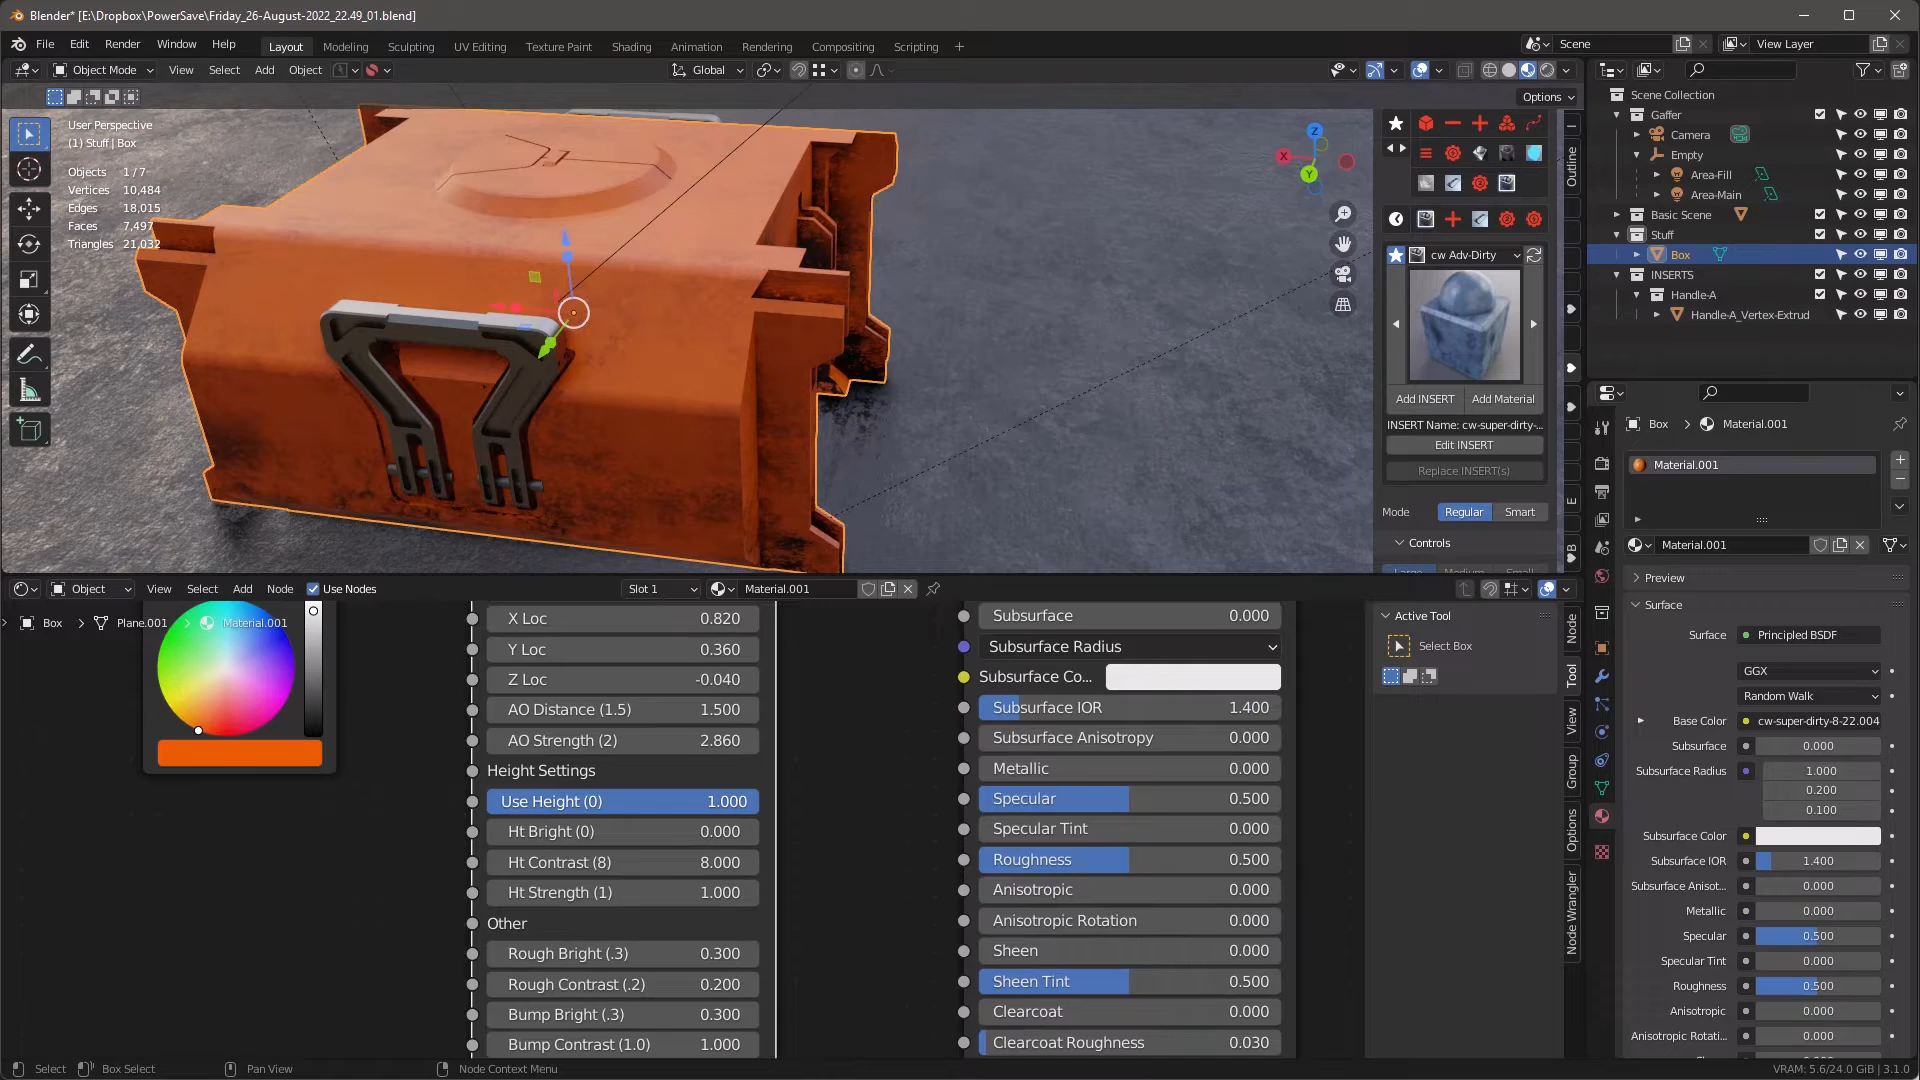 Blender* [E:\Dropbox\PowerSave\Friday_26-August-2022_22.49_01.blend]
File Edit Render Window Help Layout Modeling Sculpting UV Editing Texture Paint Shading Animation Rendering Compositing Scripting + Scene View Layer
Object Mode View Select Add Object Global
Options
User Perspective
(1) Stuff | Box
Objects 1/7
Vertices 10,484
Edges 18,015
Faces 7,497
Triangles 21,032
Z
X
Y
Outline
cw Adv-Dirty
Add INSERT Add Material
INSERT Name: cw-super-dirty-...
Edit INSERT
Replace INSERT(s)
Mode Regular Smart
Controls
E
B
Scene Collection
Gaffer
Camera
Empty
Area-Fill
Area-Main
Basic Scene
Stuff
Box
INSERTS
Handle-A
Handle-A_Vertex-Extrud
Object View Select Add Node Use Nodes Slot 1 Material.001
Box Plane.001 Material.001
X Loc 0.820
Y Loc 0.360
Z Loc -0.040
AO Distance (1.5) 1.500
AO Strength (2) 2.860
Height Settings
Use Height (0) 1.000
Ht Bright (0) 0.000
Ht Contrast (8) 8.000
Ht Strength (1) 1.000
Other
Rough Bright (.3) 0.300
Rough Contrast (.2) 0.200
Bump Bright (.3) 0.300
Bump Contrast (1.0) 1.000
Subsurface 0.000
Subsurface Radius
Subsurface Co...
Subsurface IOR 1.400
Subsurface Anisotropy 0.000
Metallic 0.000
Specular 0.500
Specular Tint 0.000
Roughness 0.500
Anisotropic 0.000
Anisotropic Rotation 0.000
Sheen 0.000
Sheen Tint 0.500
Clearcoat 0.000
Clearcoat Roughness 0.030
Active Tool
Select Box
Node
Tool
View
Group
Options
Node Wrangler
Box Material.001
Material.001
Material.001
Preview
Surface
Surface Principled BSDF
GGX
Random Walk
Base Color cw-super-dirty-8-22.004
Subsurface 0.000
Subsurface Radius 1.000
0.200
0.100
Subsurface Color
Subsurface IOR 1.400
Subsurface Anisot... 0.000
Metallic 0.000
Specular 0.500
Specular Tint 0.000
Roughness 0.500
Anisotropic 0.000
Anisotropic Rotati... 0.000
Select Box Select Pan View Node Context Menu VRAM: 5.6/24.0 GiB | 3.1.0